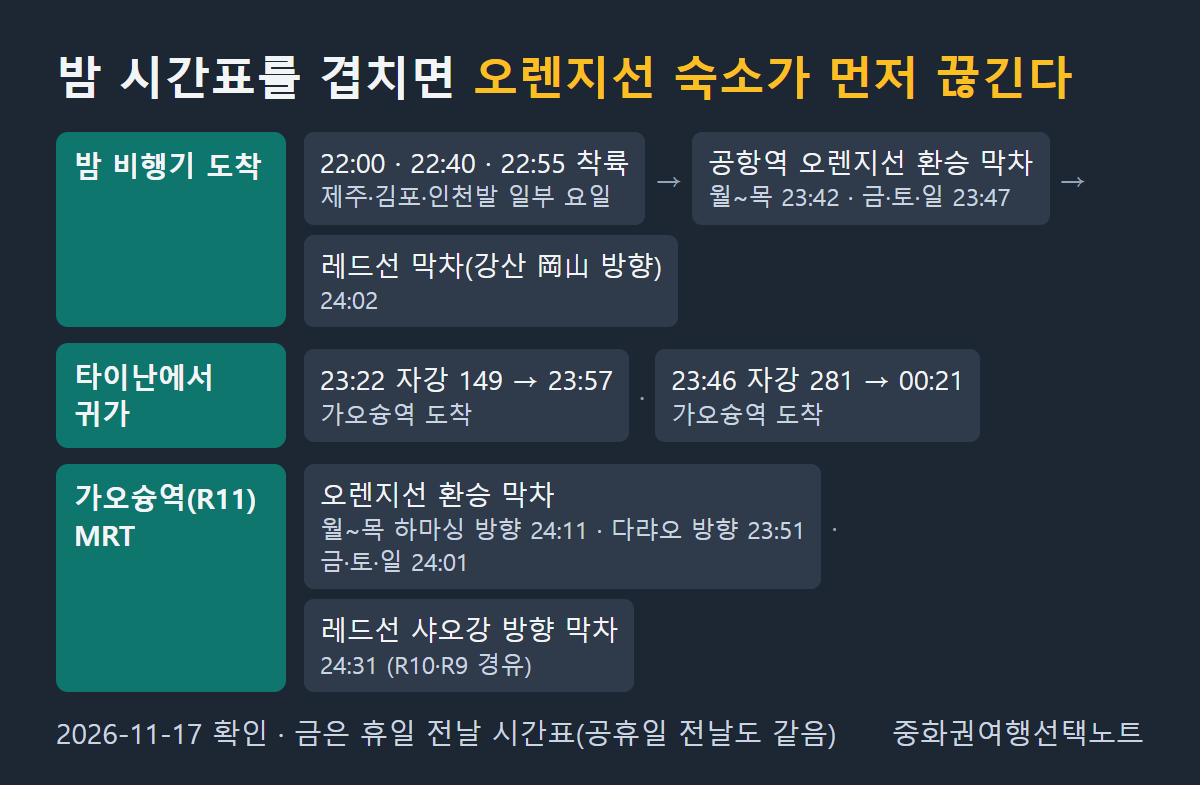 밤 시간표를 겹치면 오렌지선 숙소가 먼저 끊긴다
밤 비행기 도착
22:00 · 22:40 · 22:55 착륙
제주·김포·인천발 일부 요일
→
공항역 오렌지선 환승 막차
월~목 23:42 · 금·토·일 23:47
→
레드선 막차(강산 岡山 방향)
24:02
타이난에서
귀가
23:22 자강 149 → 23:57
가오슝역 도착
·
23:46 자강 281 → 00:21
가오슝역 도착
가오슝역(R11)
MRT
오렌지선 환승 막차
월~목 하마싱 방향 24:11 · 다랴오 방향 23:51
금·토·일 24:01
·
레드선 샤오강 방향 막차
24:31 (R10·R9 경유)
2026-11-17 확인 · 금은 휴일 전날 시간표(공휴일 전날도 같음)
중화권여행선택노트